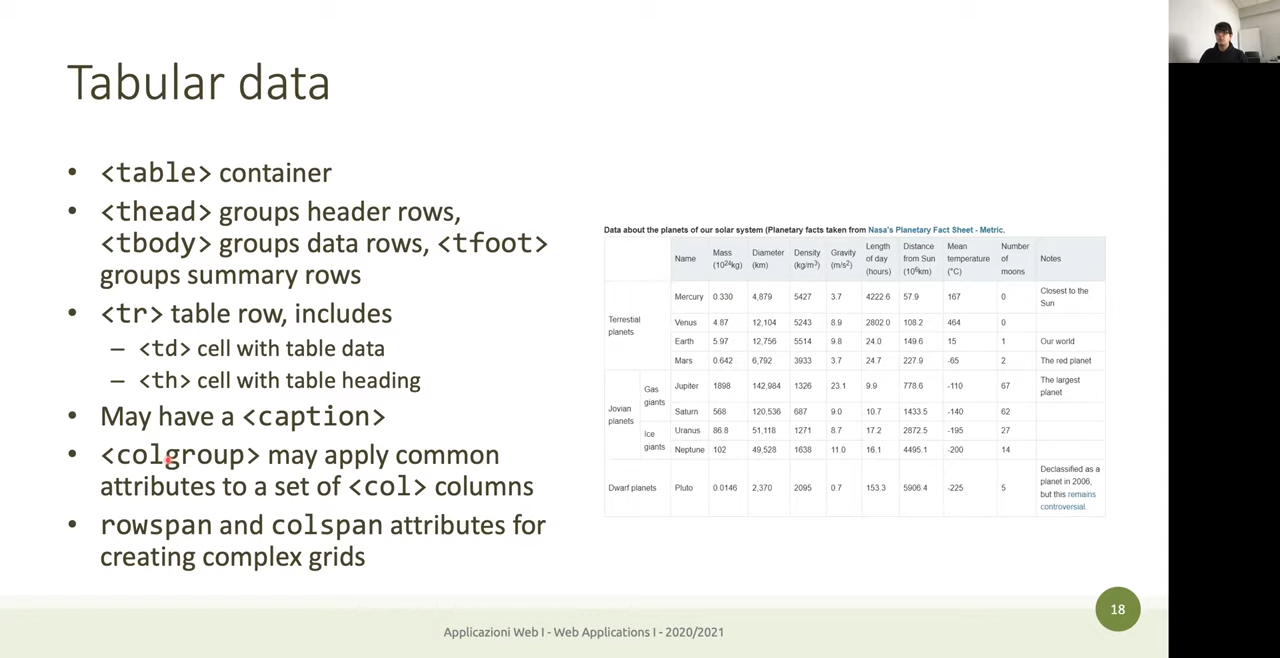 Tabular data
• <table> container
• <thead> groups header rows,
<tbody> groups data rows, <tfoot>
groups summary rows
• <tr> table row, includes
– <td> cell with table data
– <th> cell with table heading
• May have a <caption>
• <colgroup> may apply common
attributes to a set of <col> columns
• rowspan and colspan attributes for
creating complex grids
Data about the planets of our solar system (Planetary facts taken from Nasa's Planetary Fact Sheet - Metric.
Name Mass (10²⁴kg) Diameter (km) Density (kg/m³) Gravity (m/s²) Length of day (hours) Distance from Sun (10⁶km) Mean temperature (°C) Number of moons Notes
Terrestial planets Mercury 0.330 4,879 5427 3.7 4222.6 57.9 167 0 Closest to the Sun
Venus 4.87 12,104 5243 8.9 2802.0 108.2 464 0
Earth 5.97 12,756 5514 9.8 24.0 149.6 15 1 Our world
Mars 0.642 6,792 3933 3.7 24.7 227.9 -65 2 The red planet
Jovian planets Gas giants Jupiter 1898 142,984 1326 23.1 9.9 778.6 -110 67 The largest planet
Saturn 568 120,536 687 9.0 10.7 1433.5 -140 62
Ice giants Uranus 86.8 51,118 1271 8.7 17.2 2872.5 -195 27
Neptune 102 49,528 1638 11.0 16.1 4495.1 -200 14
Dwarf planets Pluto 0.0146 2,370 2095 0.7 153.3 5906.4 -225 5 Declassified as a planet in 2006, but this remains controversial.
18
Applicazioni Web I - Web Applications I - 2020/2021